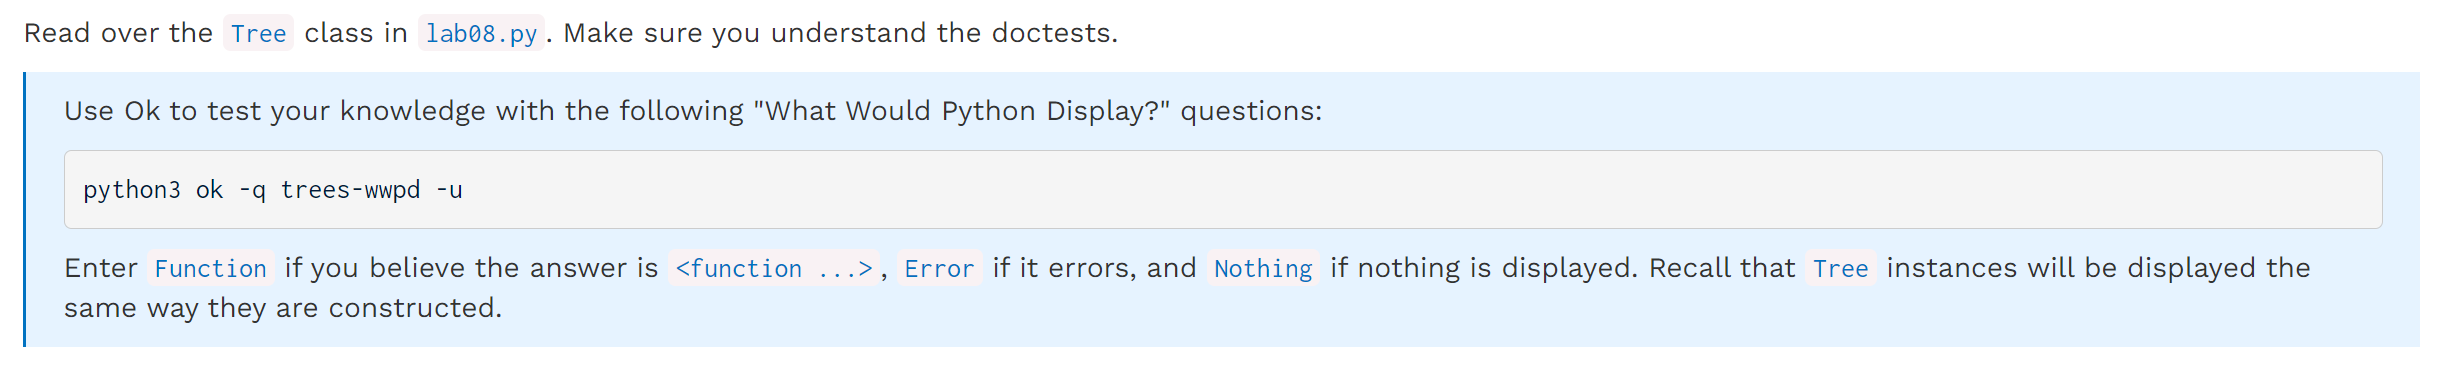 Read over the Tree class in lab08.py. Make sure you understand the doctests.
Use Ok to test your knowledge with the following "What Would Python Display?" questions:
python3 ok -q trees-wwpd -u
Enter Function if you believe the answer is <function ...>, Error if it errors, and Nothing if nothing is displayed. Recall that Tree instances will be displayed the
same way they are constructed.